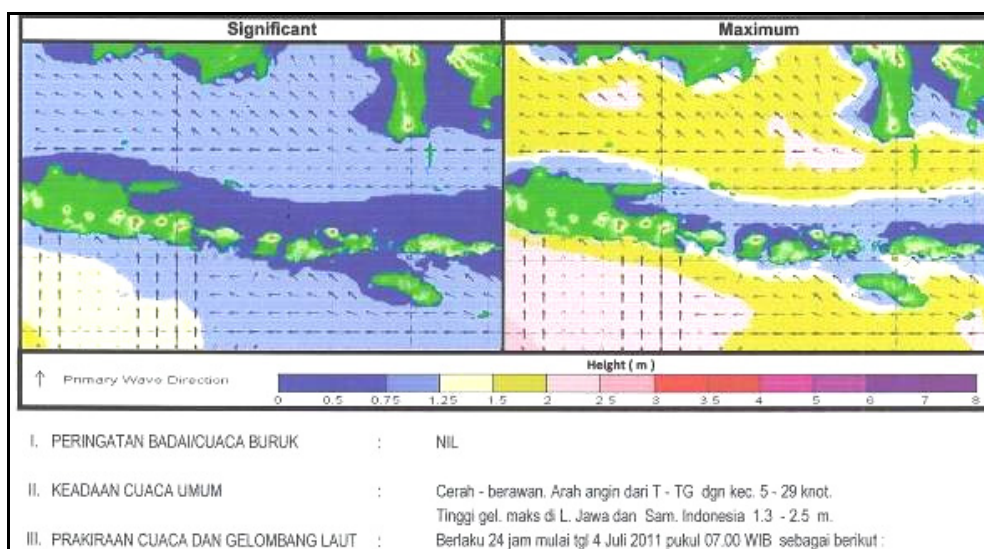 Significant Maximum
Height ( m )
↑ Primary Wave Direction
0 0.5 0.75 1.25 1.5 2 2.5 3 3.5 4 5 6 7 8
I. PERINGATAN BADAI/CUACA BURUK : NIL
II. KEADAAN CUACA UMUM : Cerah - berawan. Arah angin dari T - TG dgn kec. 5 - 29 knot.
Tinggi gel. maks di L. Jawa dan Sam. Indonesia 1.3 - 2.5 m.
III. PRAKIRAAN CUACA DAN GELOMBANG LAUT : Berlaku 24 jam mulai tgl 4 Juli 2011 pukul 07.00 WIB sebagai berikut :